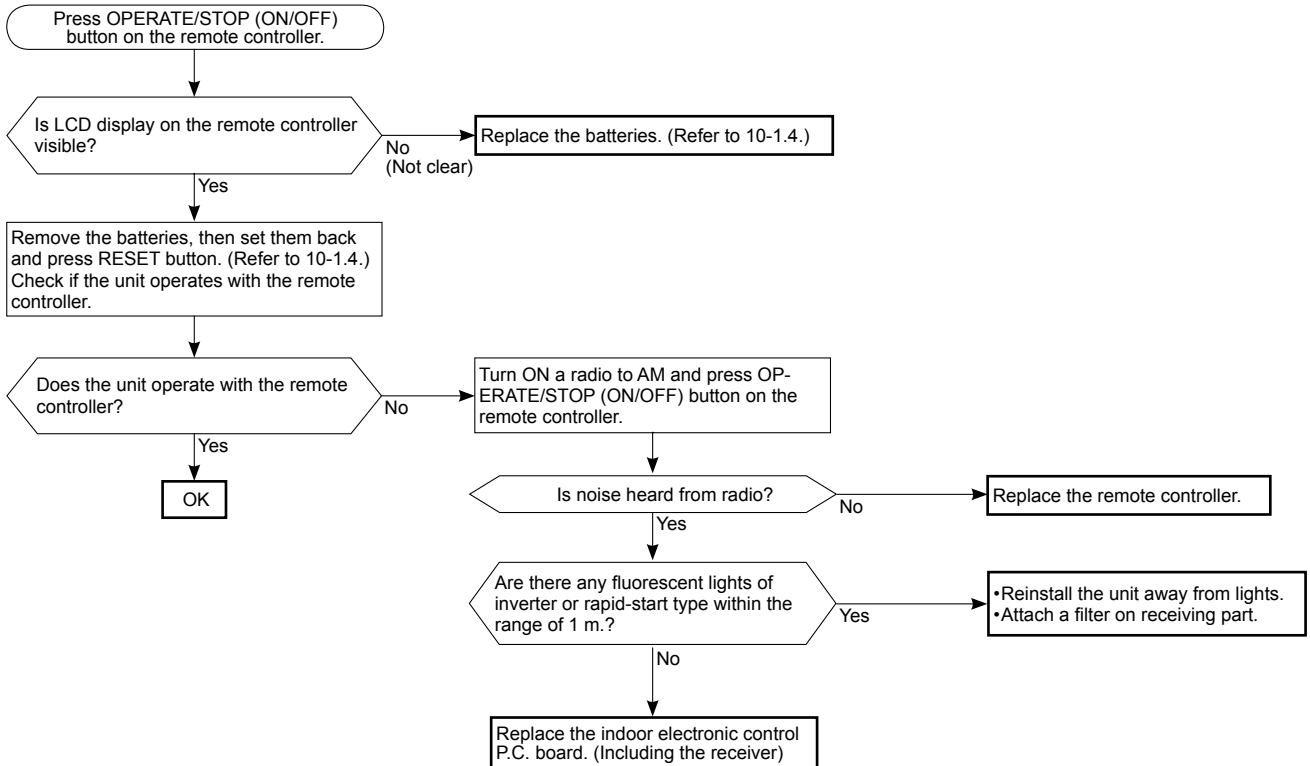 Press OPERATE/STOP (ON/OFF)
button on the remote controller.
Is LCD display on the remote controller
visible?
No
(Not clear)
Replace the batteries. (Refer to 10-1.4.)
Yes
Remove the batteries, then set them back
and press RESET button. (Refer to 10-1.4.)
Check if the unit operates with the remote
controller.
Does the unit operate with the remote
controller?
No
Yes
OK
Turn ON a radio to AM and press OP-
ERATE/STOP (ON/OFF) button on the
remote controller.
Is noise heard from radio?
No
Replace the remote controller.
Yes
Are there any fluorescent lights of
inverter or rapid-start type within the
range of 1 m.?
Yes
•Reinstall the unit away from lights.
•Attach a filter on receiving part.
No
Replace the indoor electronic control
P.C. board. (Including the receiver)